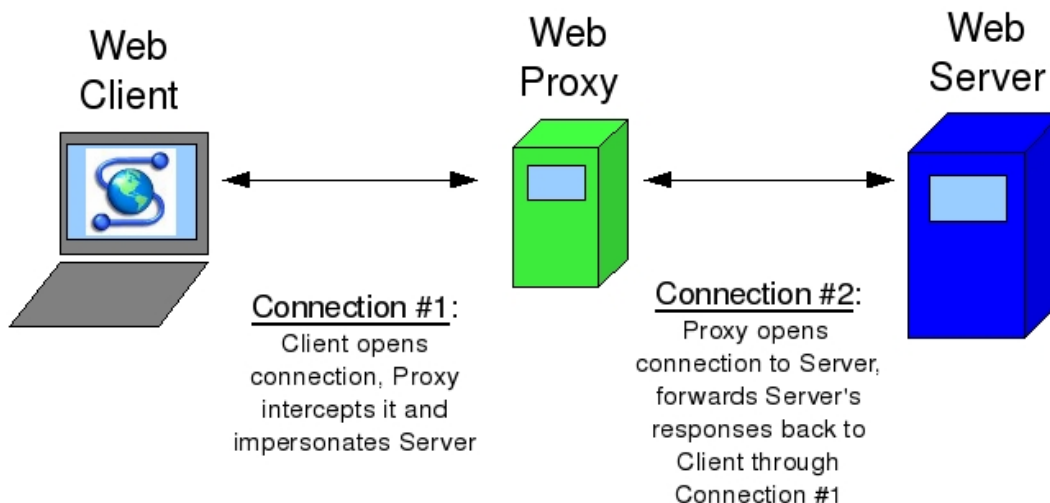 Web
Client
Web
Proxy
Web
Server
Connection #1:
Client opens
connection, Proxy
intercepts it and
impersonates Server
Connection #2:
Proxy opens
connection to Server,
forwards Server's
responses back to
Client through
Connection #1